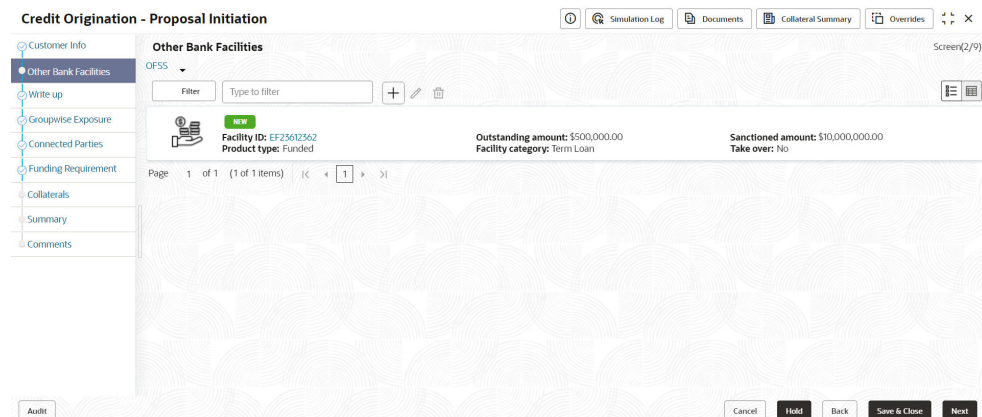 Credit Origination - Proposal Initiation
Simulation Log
Documents
Collateral Summary
Overrides
Customer Info
Other Bank Facilities
Write up
Groupwise Exposure
Connected Parties
Funding Requirement
Collaterals
Summary
Comments
Other Bank Facilities
Screen(2/9)
OFSS
Filter
Type to filter
NEW
Facility ID: EF23612362
Product type: Funded
Outstanding amount: $500,000.00
Facility category: Term Loan
Sanctioned amount: $10,000,000.00
Take over: No
Page 1 of 1 (1 of 1 items) 1
Audit
Cancel
Hold
Back
Save & Close
Next